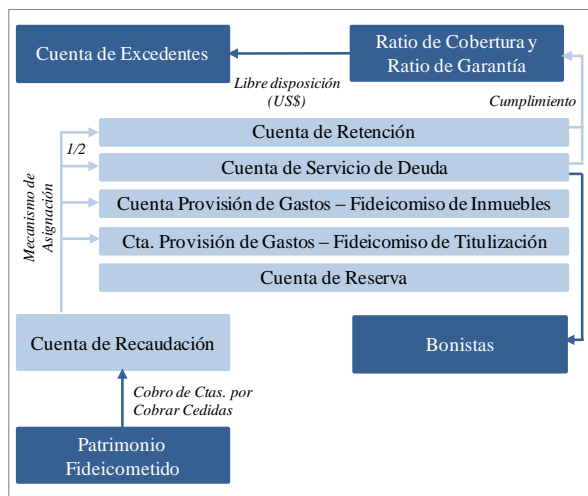 Cuenta de Excedentes
Ratio de Cobertura y
Ratio de Garantía
Libre disposición
(US$)
Cumplimiento
Mecanismo de
Asignación
1/2
Cuenta de Retención
Cuenta de Servicio de Deuda
Cuenta Provisión de Gastos – Fideicomiso de Inmuebles
Cta. Provisión de Gastos – Fideicomiso de Titulización
Cuenta de Reserva
Cuenta de Recaudación
Bonistas
Cobro de Ctas. por
Cobrar Cedidas
Patrimonio
Fideicometido